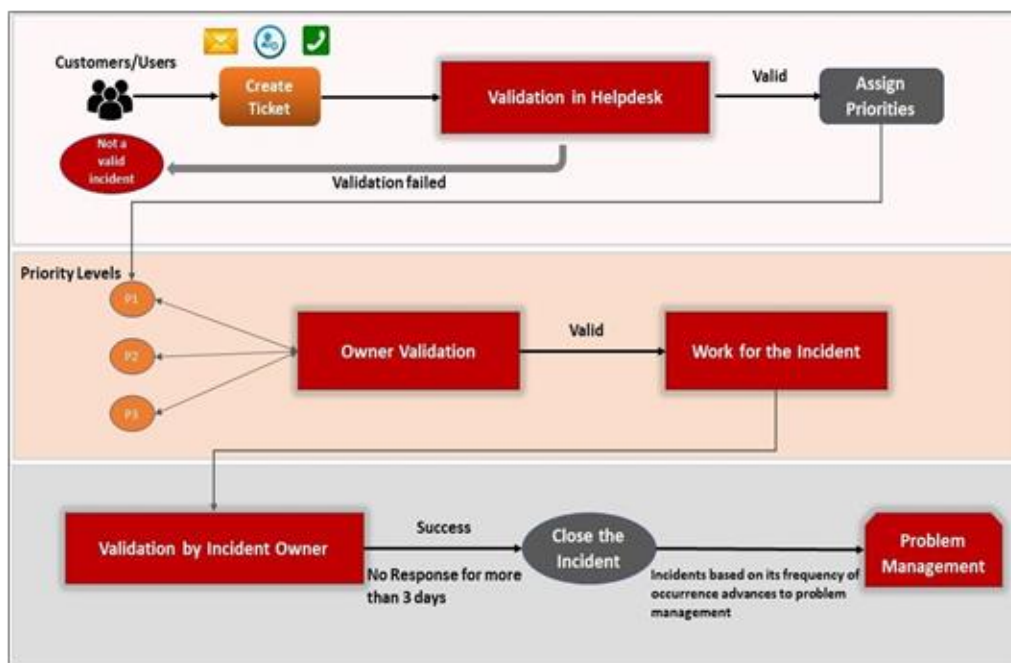 Customers/Users
Create
Ticket
Validation in Helpdesk
Valid
Assign
Priorities
Not a
valid
incident
Validation failed
Priority Levels
P1
P2
P3
Owner Validation
Valid
Work for the Incident
Validation by Incident Owner
Success
No Response for more
than 3 days
Close the
Incident
Incidents based on its frequency of
occurrence advances to problem
management
Problem
Management